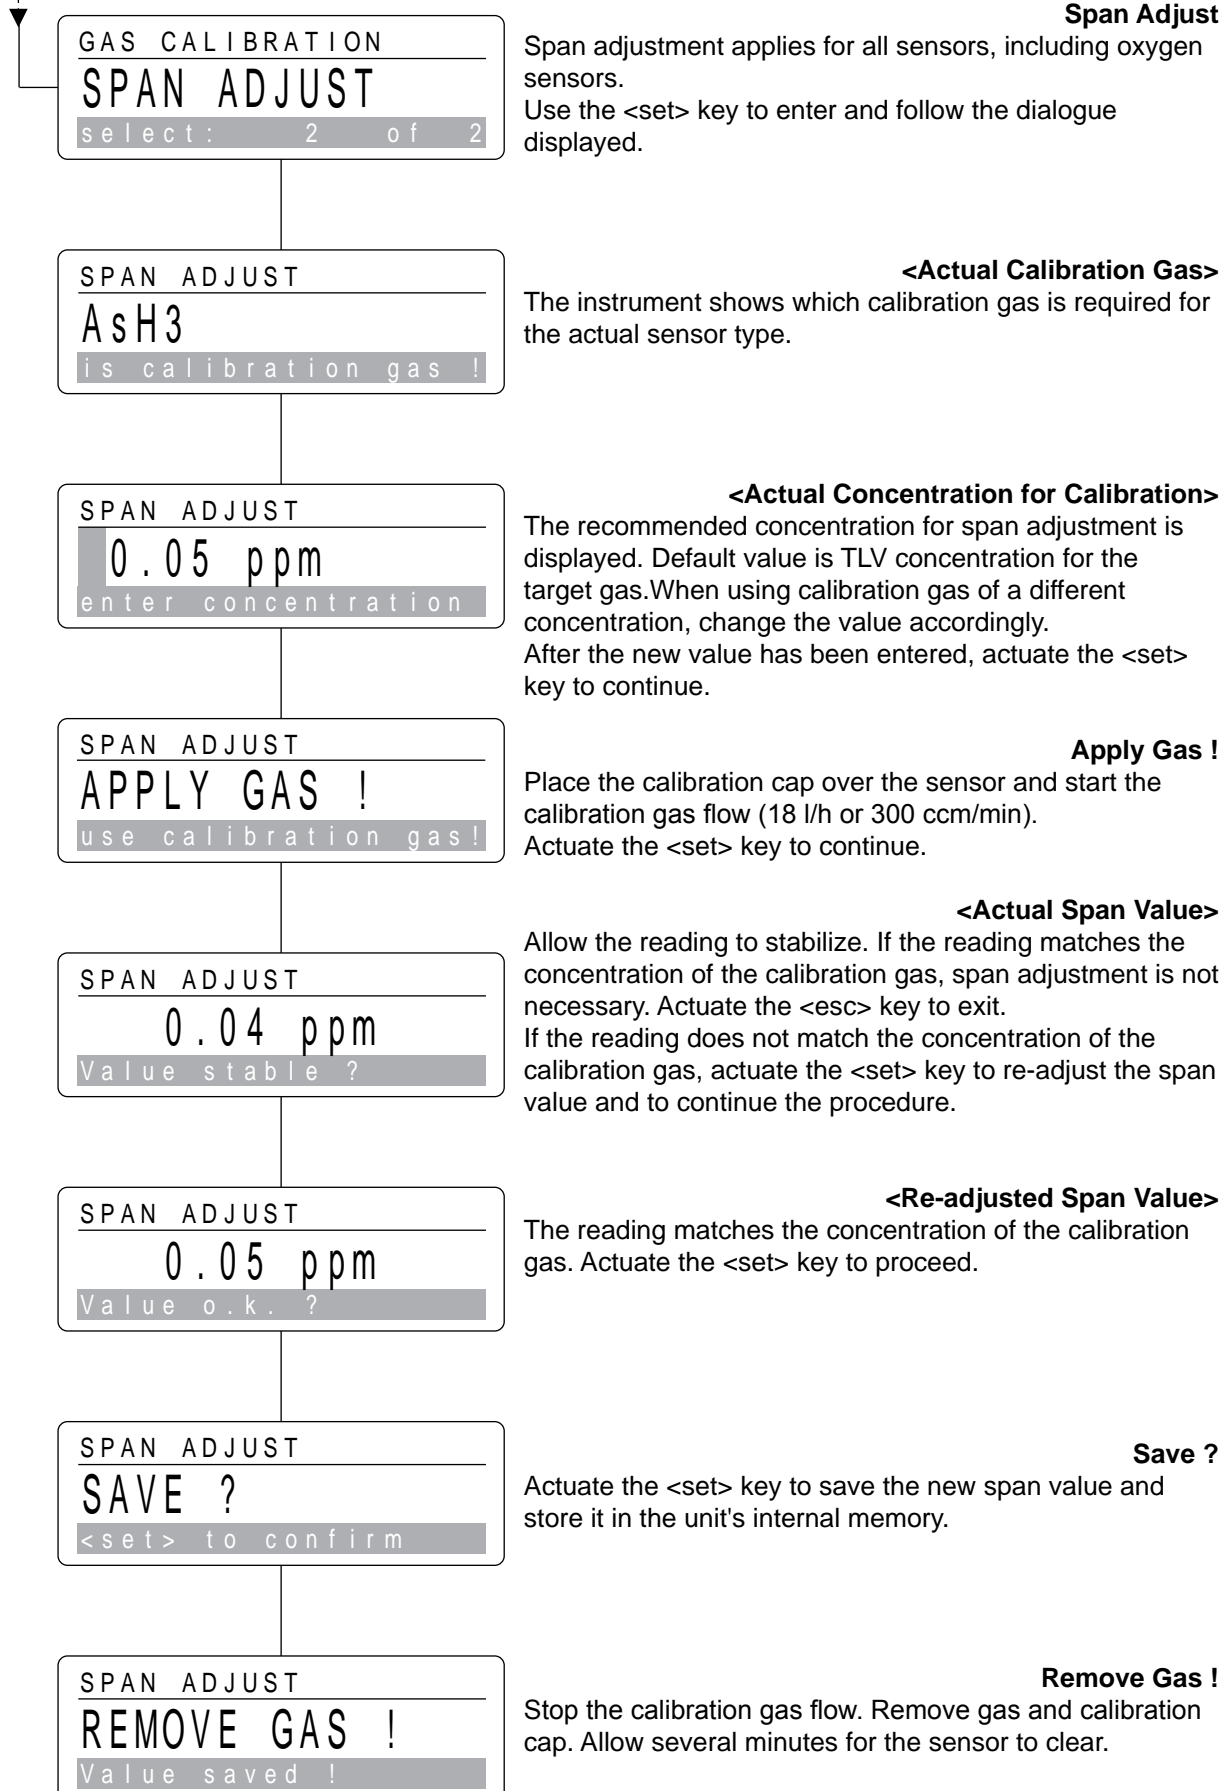 GAS CALIBRATION
SPAN ADJUST
select: 2 of 2
Span Adjust
Span adjustment applies for all sensors, including oxygen
sensors.
Use the <set> key to enter and follow the dialogue
displayed.
SPAN ADJUST
AsH3
is calibration gas !
<Actual Calibration Gas>
The instrument shows which calibration gas is required for
the actual sensor type.
SPAN ADJUST
0.05 ppm
enter concentration
<Actual Concentration for Calibration>
The recommended concentration for span adjustment is
displayed. Default value is TLV concentration for the
target gas.When using calibration gas of a different
concentration, change the value accordingly.
After the new value has been entered, actuate the <set>
key to continue.
SPAN ADJUST
APPLY GAS !
use calibration gas!
Apply Gas !
Place the calibration cap over the sensor and start the
calibration gas flow (18 l/h or 300 ccm/min).
Actuate the <set> key to continue.
SPAN ADJUST
0.04 ppm
Value stable ?
<Actual Span Value>
Allow the reading to stabilize. If the reading matches the
concentration of the calibration gas, span adjustment is not
necessary. Actuate the <esc> key to exit.
If the reading does not match the concentration of the
calibration gas, actuate the <set> key to re-adjust the span
value and to continue the procedure.
SPAN ADJUST
0.05 ppm
Value o.k. ?
<Re-adjusted Span Value>
The reading matches the concentration of the calibration
gas. Actuate the <set> key to proceed.
SPAN ADJUST
SAVE ?
<set> to confirm
Save ?
Actuate the <set> key to save the new span value and
store it in the unit's internal memory.
SPAN ADJUST
REMOVE GAS !
Value saved !
Remove Gas !
Stop the calibration gas flow. Remove gas and calibration
cap. Allow several minutes for the sensor to clear.